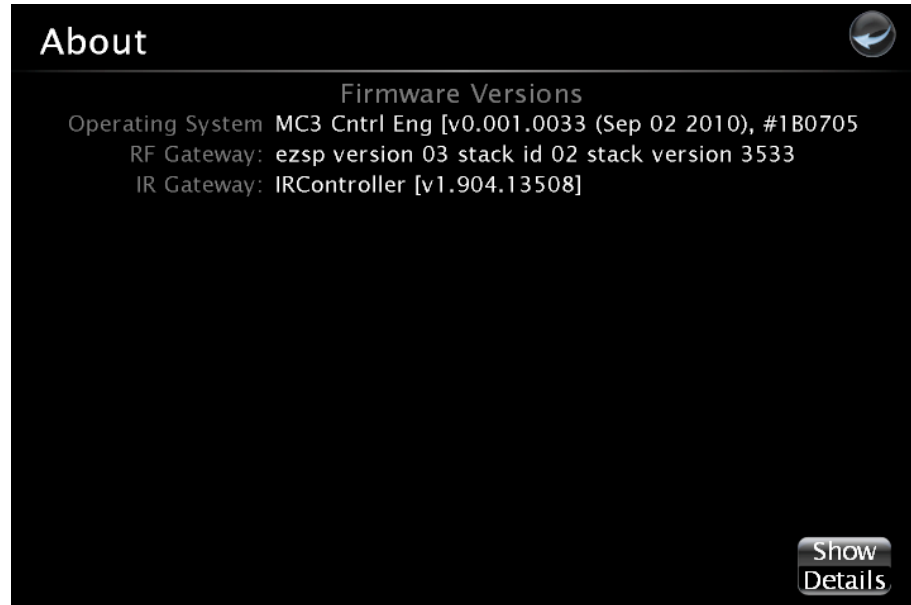 About
Firmware Versions
Operating System MC3 Cntrl Eng [v0.001.0033 (Sep 02 2010), #1B0705
RF Gateway: ezsp version 03 stack id 02 stack version 3533
IR Gateway: IRController [v1.904.13508]
Show
Details